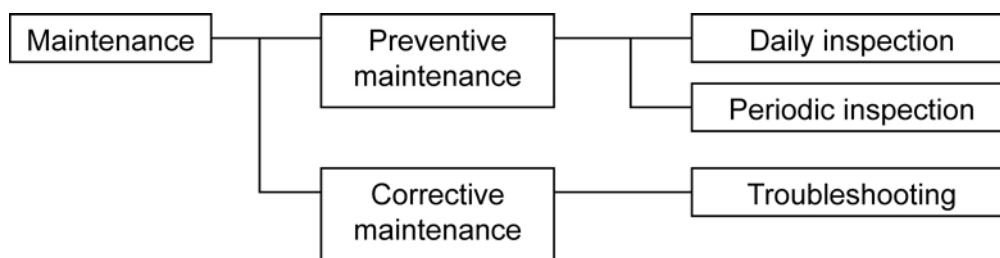 Maintenance
Preventive
maintenance
Daily inspection
Periodic inspection
Corrective
maintenance
Troubleshooting